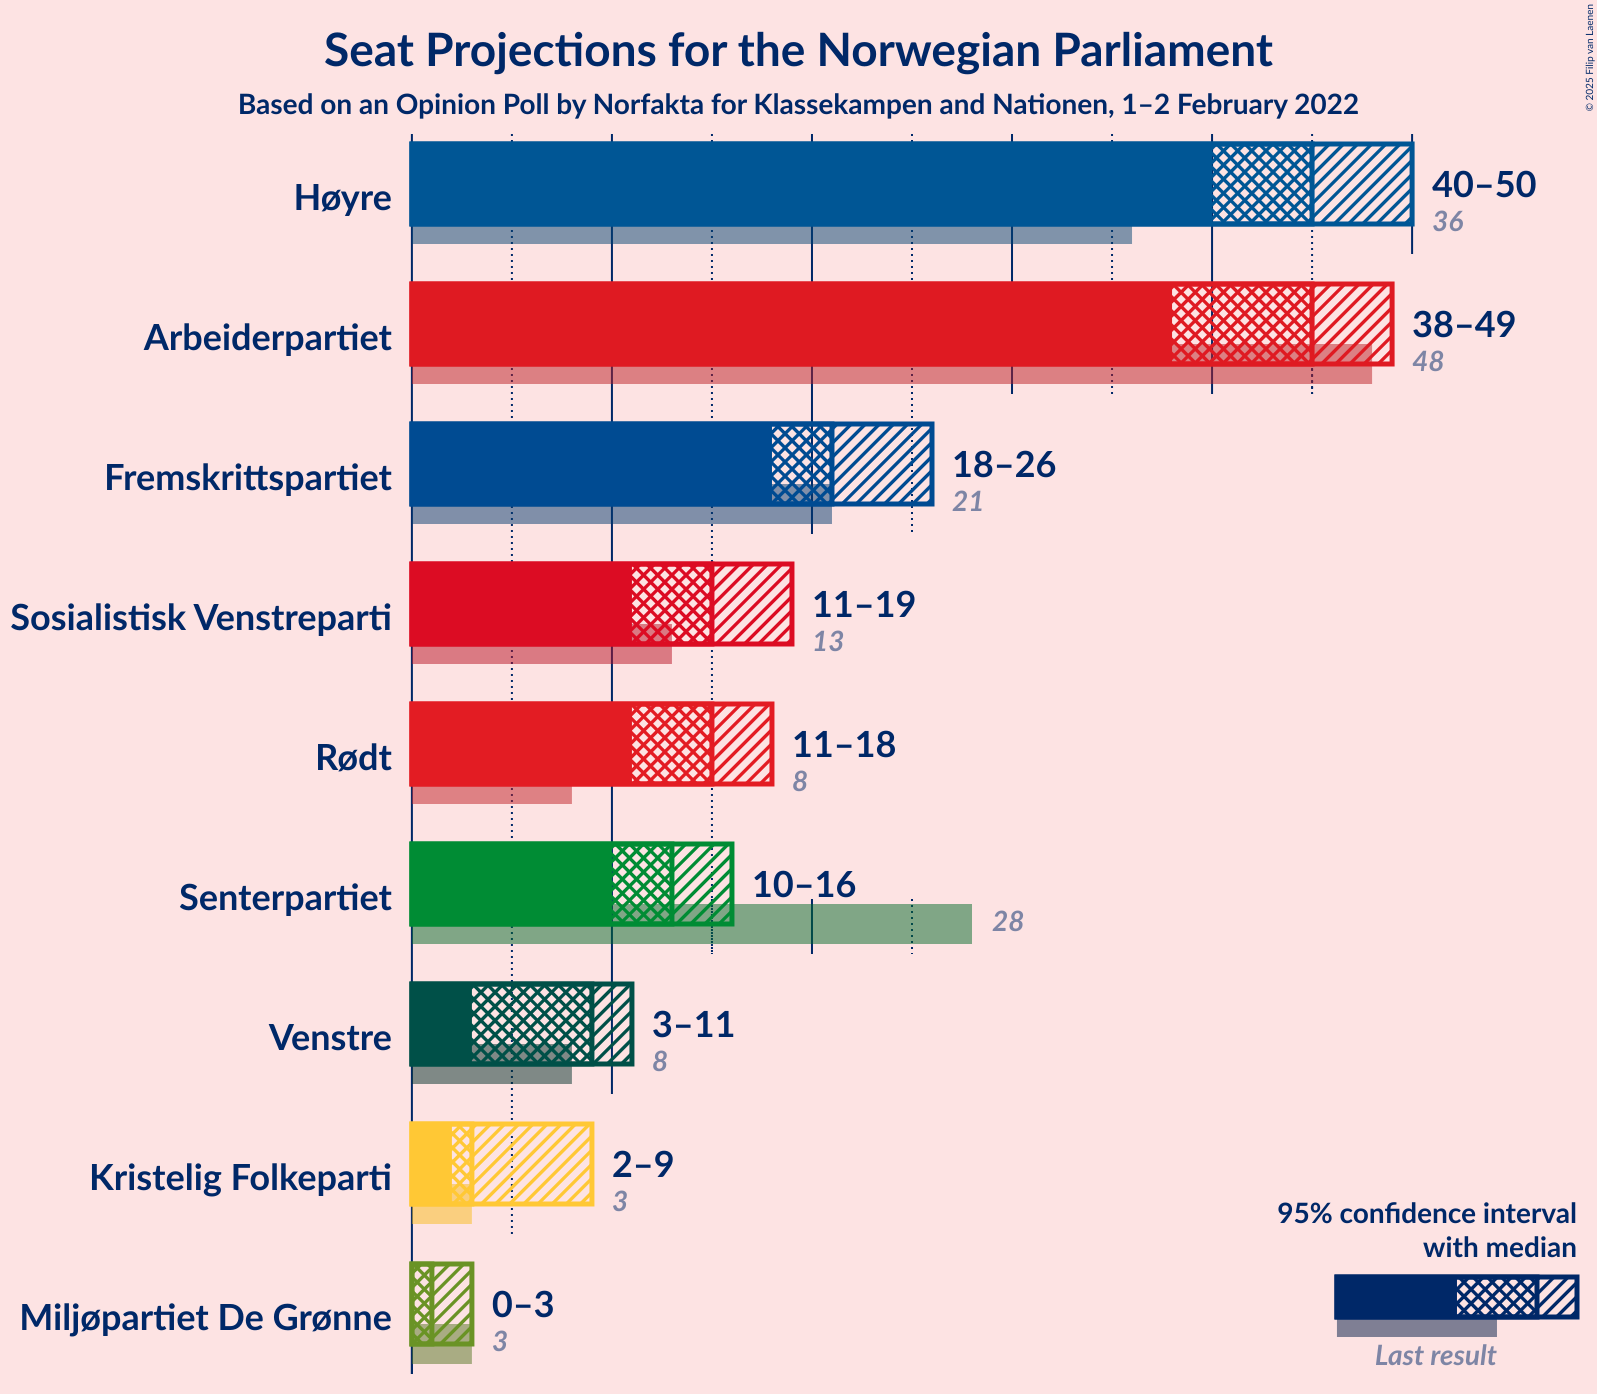 Seat Projections for the Norwegian Parliament
Based on an Opinion Poll by Norfakta for Klassekampen and Nationen, 1–2 February 2022
© 2025 Filip van Laenen
Høyre
40–50
36
Arbeiderpartiet
38–49
48
Fremskrittspartiet
18–26
21
Sosialistisk Venstreparti
11–19
13
Rødt
11–18
8
Senterpartiet
10–16
28
Venstre
3–11
8
Kristelig Folkeparti
2–9
3
Miljøpartiet De Grønne
0–3
3
95% confidence interval
with median
Last result